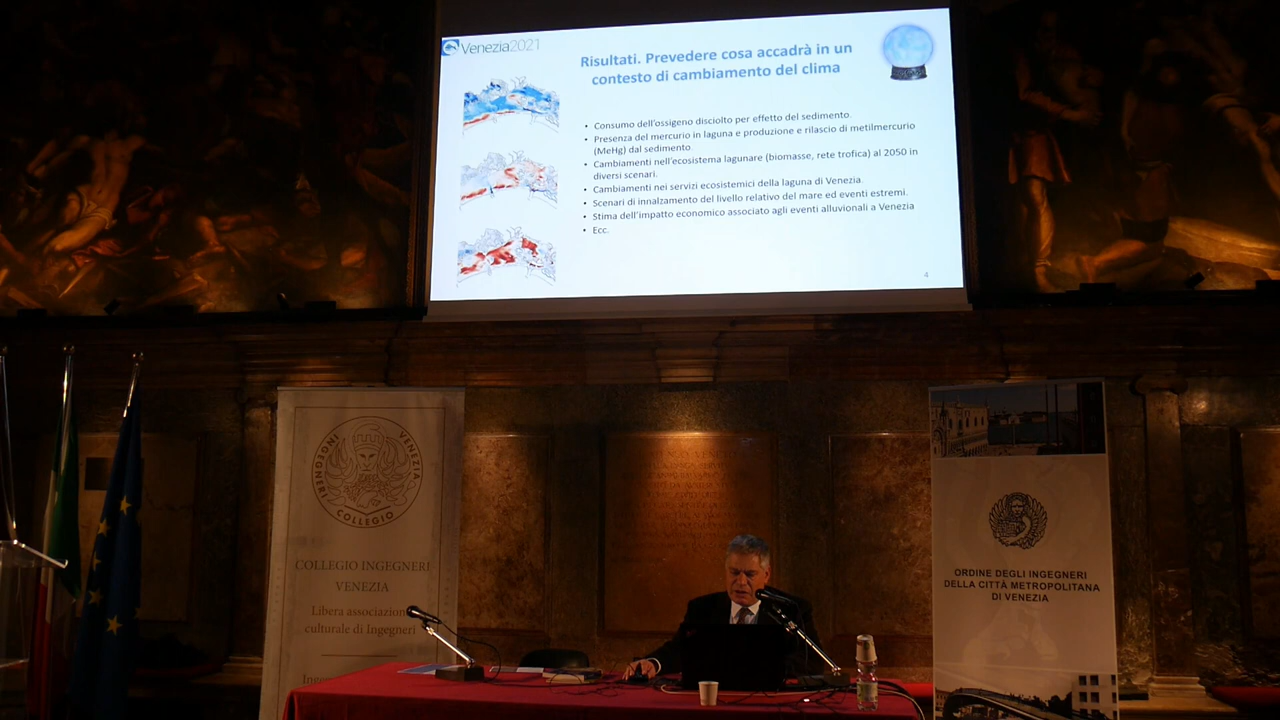 Venezia2021
Risultati. Prevedere cosa accadrà in un
contesto di cambiamento del clima
• Consumo dell'ossigeno disciolto per effetto del sedimento.
• Presenza del mercurio in laguna e produzione e rilascio di metilmercurio
(MeHg) dal sedimento.
• Cambiamenti nell'ecosistema lagunare (biomasse, rete trofica) al 2050 in
diversi scenari.
• Cambiamenti nei servizi ecosistemici della laguna di Venezia.
• Scenari di innalzamento del livello relativo del mare ed eventi estremi.
• Stima dell'impatto economico associato agli eventi alluvionali a Venezia
• Ecc.
4
INGEGNERI VENEZIA
COLLEGIO
COLLEGIO INGEGNERI
VENEZIA
Libera associazione
culturale di Ingegneri
ORDINE DEGLI INGEGNERI
DELLA CITTÀ METROPOLITANA
DI VENEZIA